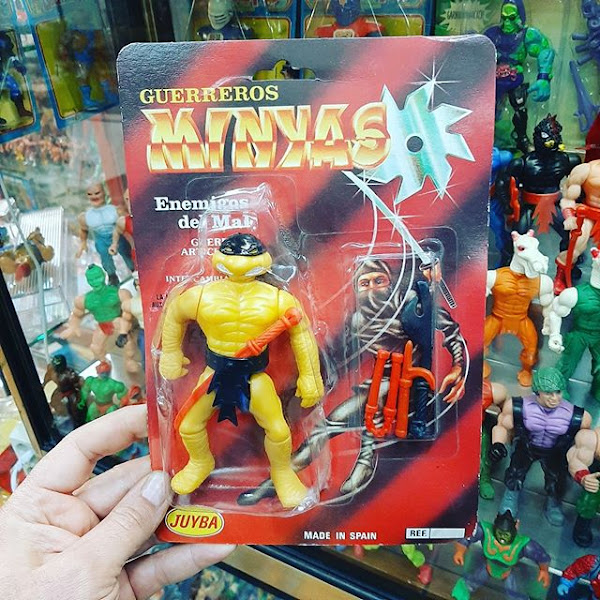 GUERREROS
MINYAS
Enemigos
del Mal
JUYBA
MADE IN SPAIN
REF.